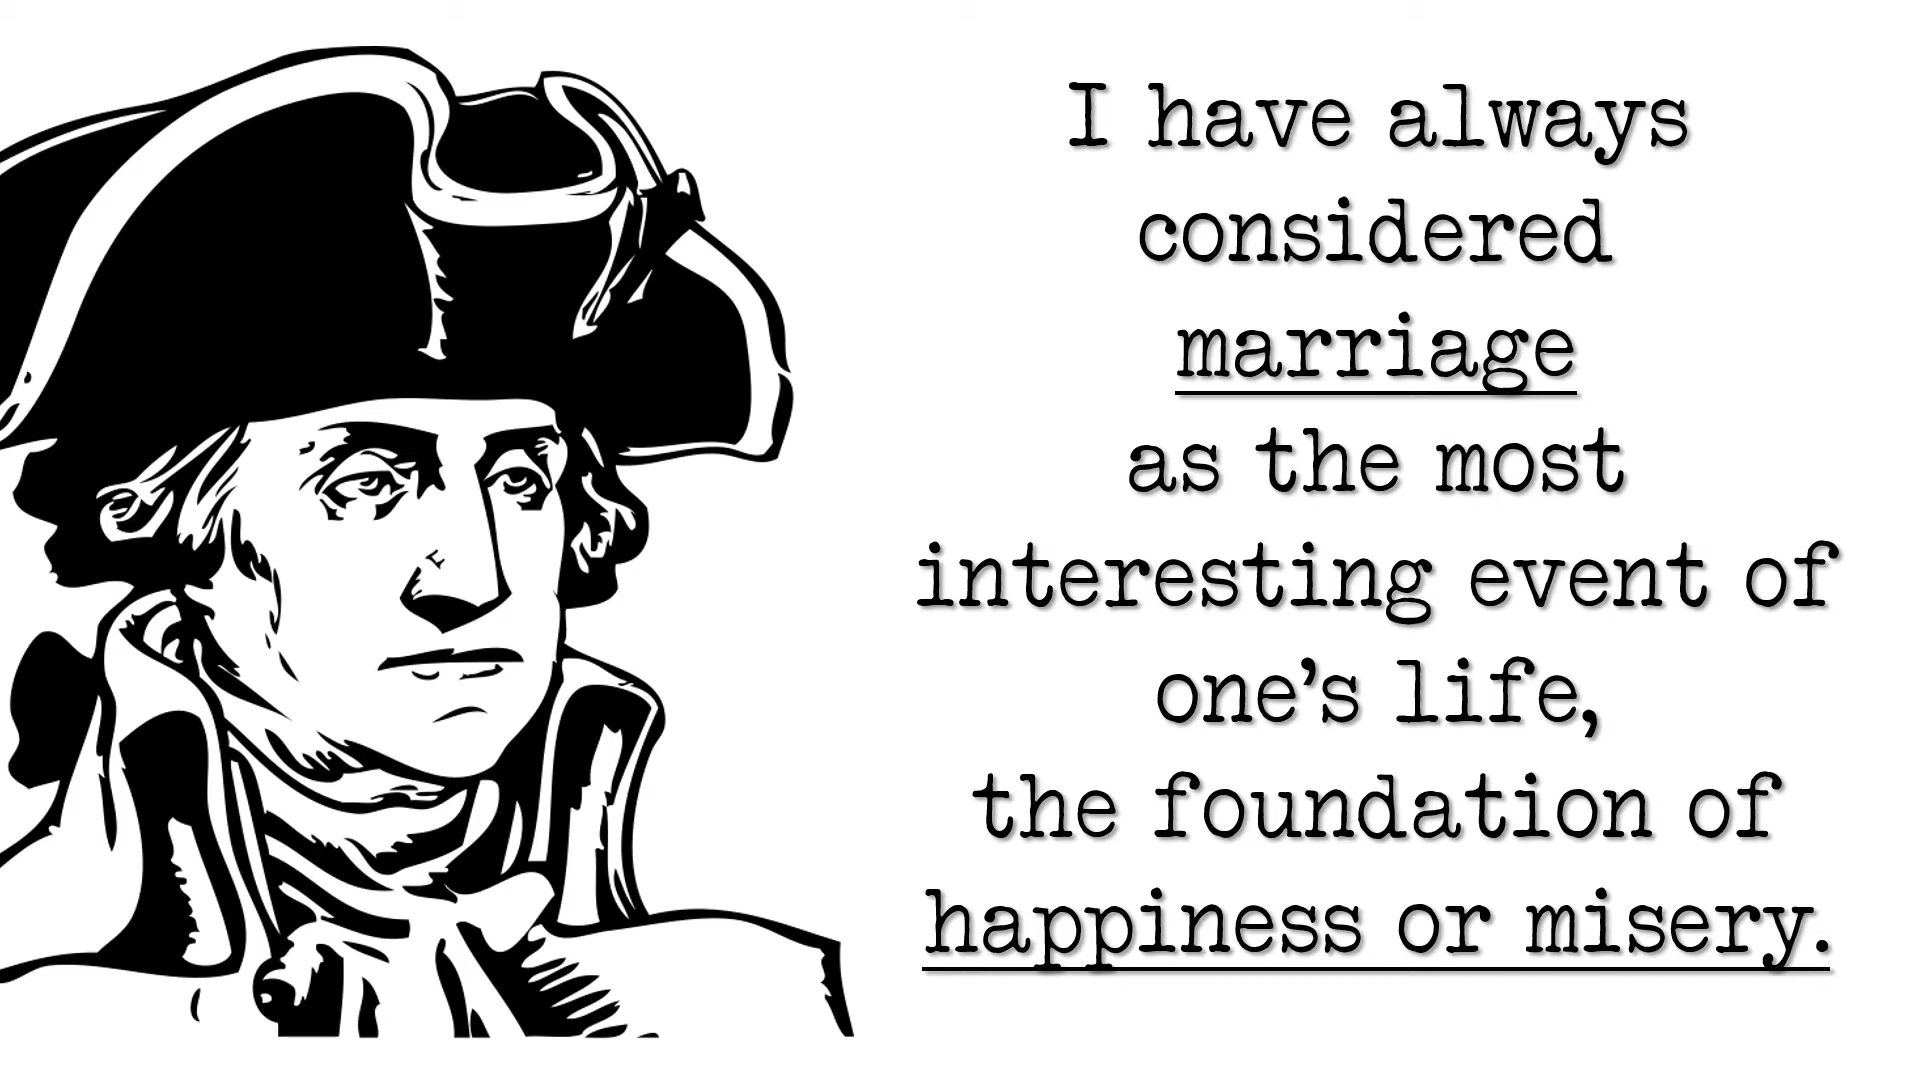 I have always
considered
marriage
as the most
interesting event of
one’s life,
the foundation of
happiness or misery.